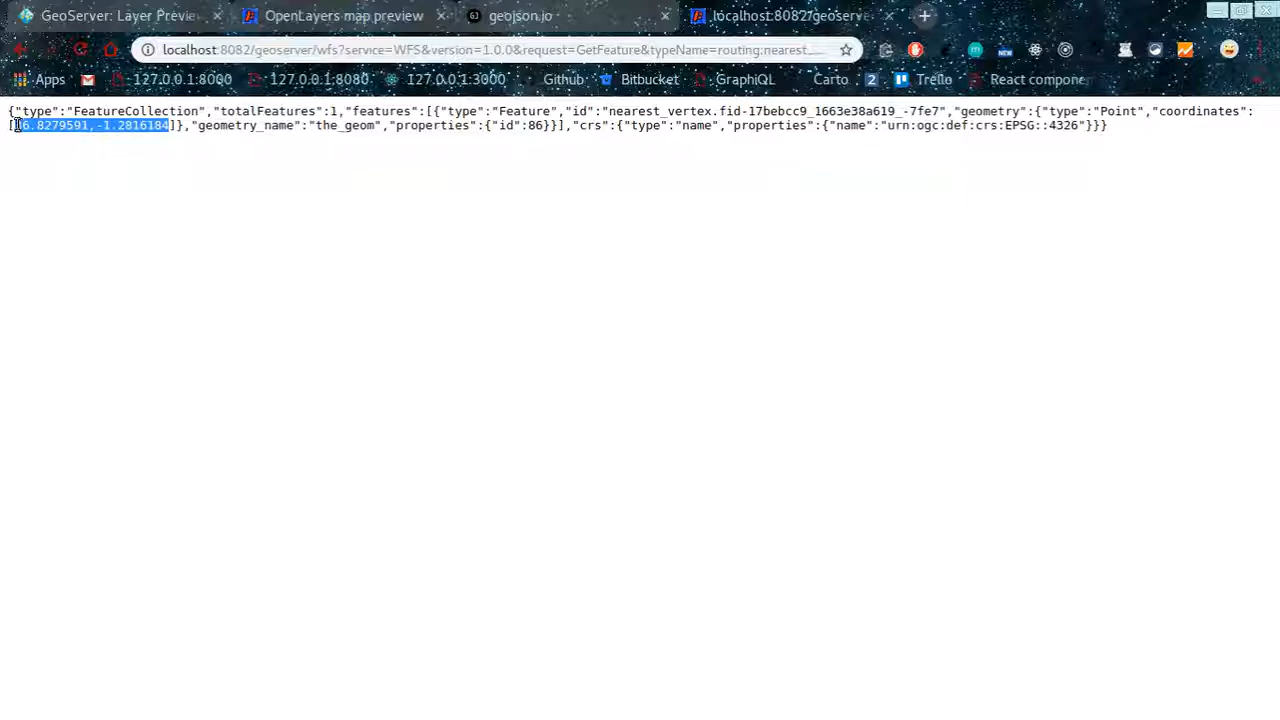 GeoServer: Layer Previe
OpenLayers map preview
geojson.io
localhost:8082/geoserve
localhost:8082/geoserver/wfs?service=WFS&version=1.0.0&request=GetFeature&typeName=routing:nearest...
Apps 127.0.0.1:8000 127.0.0.1:8080 127.0.0.1:3000 Github Bitbucket GraphiQL Carto 2 Trello React compone
{"type":"FeatureCollection","totalFeatures":1,"features":[{"type":"Feature","id":"nearest_vertex.fid-17bebcc9_1663e38a619_-7fe7","geometry":{"type":"Point","coordinates":
6.8279591,-1.2816184]},"geometry_name":"the_geom","properties":{"id":86}}],"crs":{"type":"name","properties":{"name":"urn:ogc:def:crs:EPSG::4326"}}}